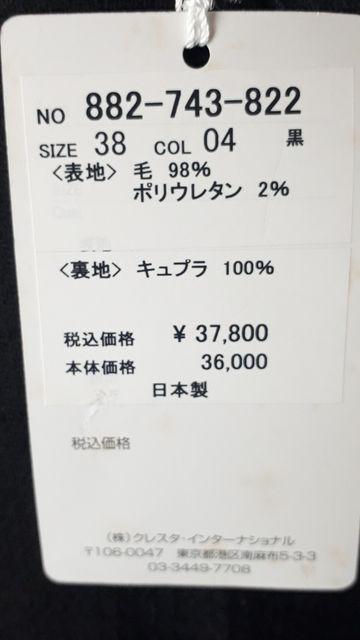 NO 882-743-822
SIZE 38 COL 04 黒
<表地> 毛 98%
ポリウレタン 2%
<裏地> キュプラ 100%
税込価格 ¥ 37,800
本体価格 36,000
日本製
税込価格
(株)クレスタ・インターナショナル
〒106-0047 東京都港区南麻布5-3-3
03-3449-7708